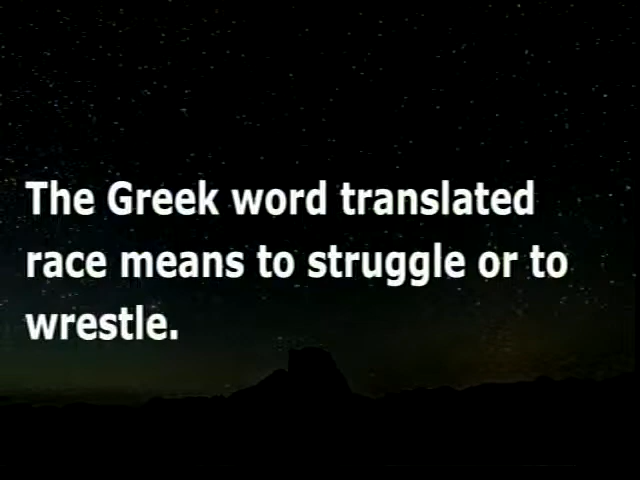 The Greek word translated
race means to struggle or to
wrestle.